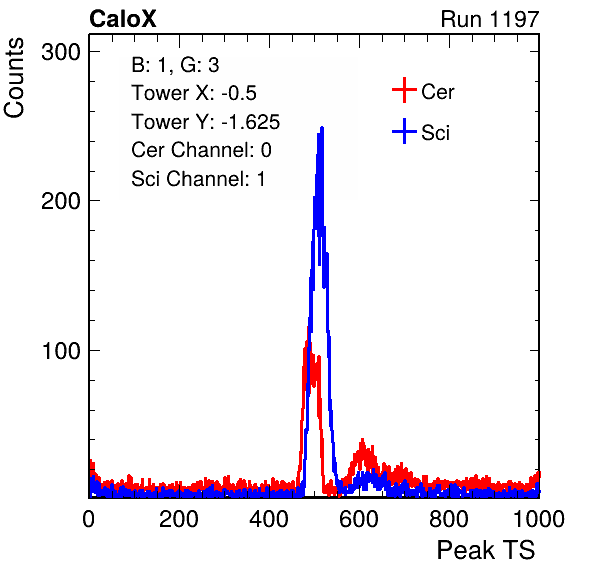 CaloX
Run 1197
Counts
300
200
100
B: 1, G: 3
Tower X: -0.5
Tower Y: -1.625
Cer Channel: 0
Sci Channel: 1
Cer
Sci
0 200 400 600 800 1000
Peak TS